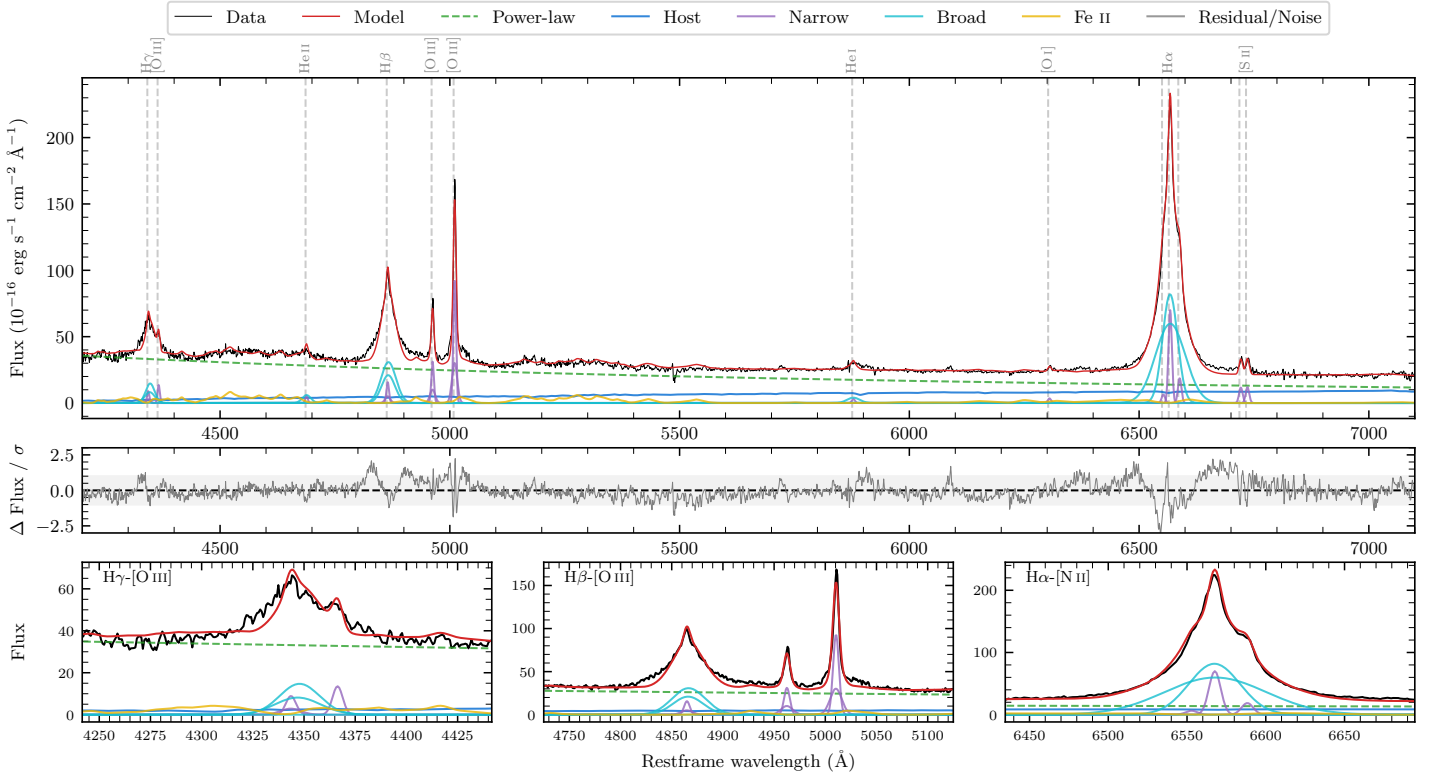 Data Model Power-law Host Narrow Broad Fe II Residual/Noise
Hγ [O III] He II Hβ [O III] [O III] He I [O I] Hα [S II]
Flux (10⁻¹⁶ erg s⁻¹ cm⁻² Å⁻¹)
200
150
100
50
0
4500 5000 5500 6000 6500 7000
Δ Flux / σ
2.5
0.0
−2.5
4500 5000 5500 6000 6500 7000
Flux
Hγ-[O III]
60
40
20
0
4250 4275 4300 4325 4350 4375 4400 4425
Hβ-[O III]
150
100
50
0
4750 4800 4850 4900 4950 5000 5050 5100
Hα-[N II]
200
100
0
6450 6500 6550 6600 6650
Restframe wavelength (Å)